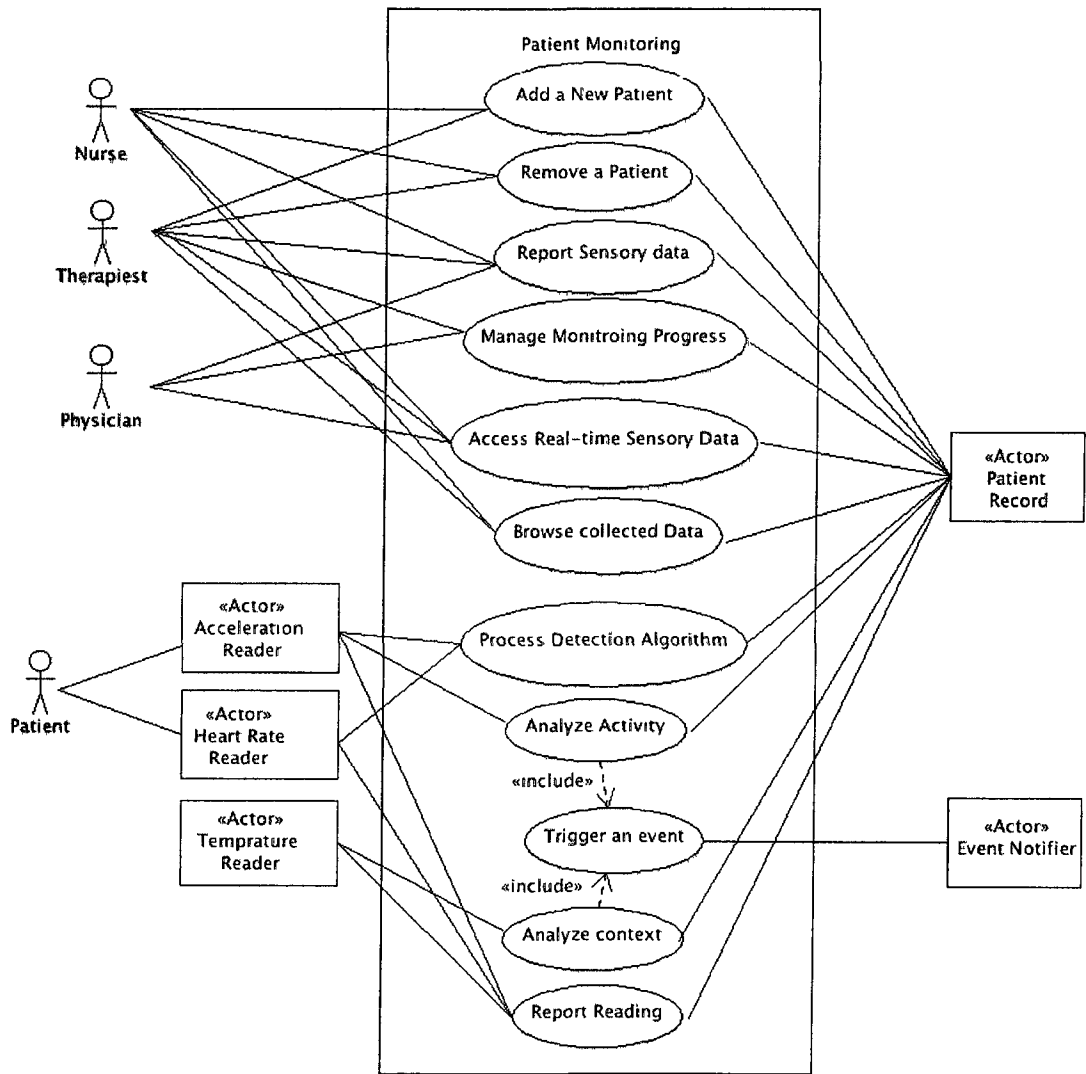 Patient Monitoring
Add a New Patient
Nurse
Remove a Patient
Therapiest
Report Sensory data
Manage Monitroing Progress
Physician
Access Real-time Sensory Data
«Actor»
Patient
Record
Browse collected Data
«Actor»
Acceleration
Reader
Process Detection Algorithm
Patient
«Actor»
Heart Rate
Reader
Analyze Activity
«include»
«Actor»
Temprature
Reader
Trigger an event
«Actor»
Event Notifier
«include»
Analyze context
Report Reading